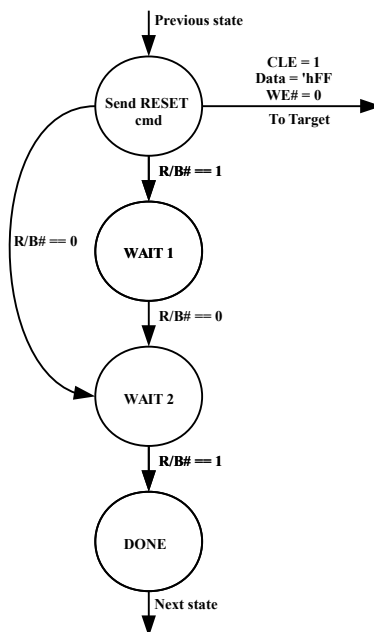 Previous state
Send RESET
cmd
CLE = 1
Data = 'hFF
WE# = 0
To Target
R/B# == 1
R/B# == 0
WAIT 1
R/B# == 0
WAIT 2
R/B# == 1
DONE
Next state